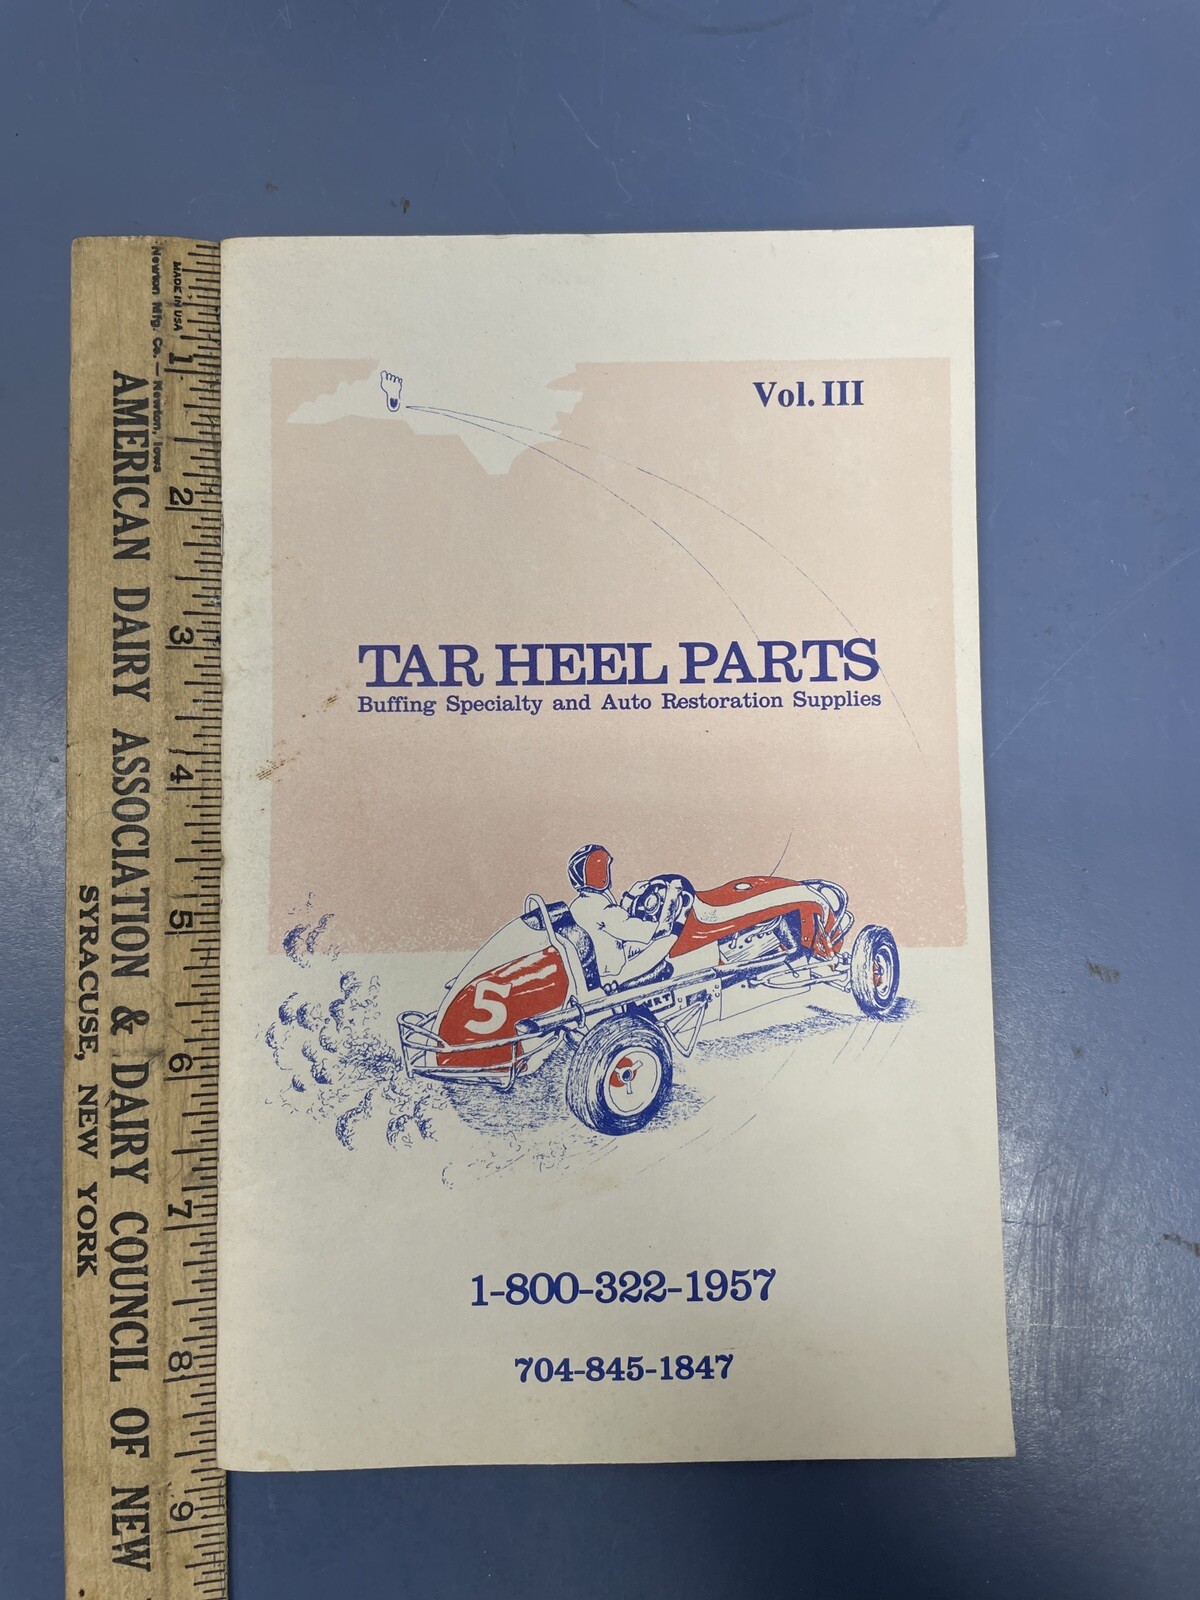 Vol. III
TAR HEEL PARTS
Buffing Specialty and Auto Restoration Supplies
5
1-800-322-1957
704-845-1847
MADE IN USA
Newton Mfg. Co. — Newton, Iowa
AMERICAN DAIRY ASSOCIATION & DAIRY COUNCIL OF NEW
SYRACUSE, NEW YORK
1
2
3
4
5
6
7
8
9